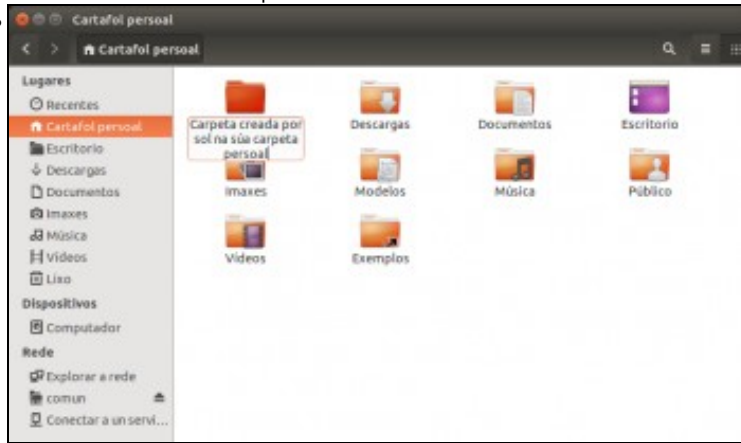 Cartafol persoal
Cartafol persoal
Lugares
Recentes
Cartafol persoal
Escritorio
Descargas
Documentos
Imaxes
Música
Vídeos
Lixo
Dispositivos
Computador
Rede
Explorar a rede
comun
Conectar a un servi...
Carpeta creada por
sol na súa carpeta
persoal
Descargas
Documentos
Escritorio
Imaxes
Modelos
Música
Público
Vídeos
Exemplos